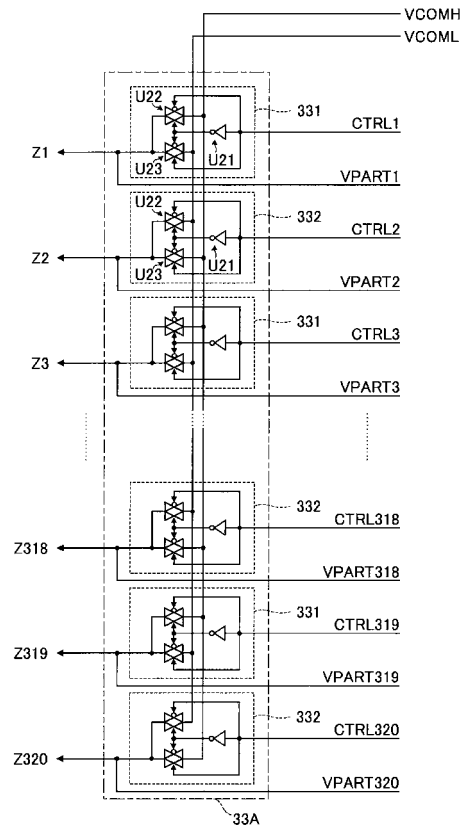 VCOMH
VCOML
U22
331
CTRL1
Z1
U23
U21
VPART1
U22
332
CTRL2
Z2
U23
U21
VPART2
331
CTRL3
Z3
VPART3
332
CTRL318
Z318
VPART318
331
CTRL319
Z319
VPART319
332
CTRL320
Z320
VPART320
33A